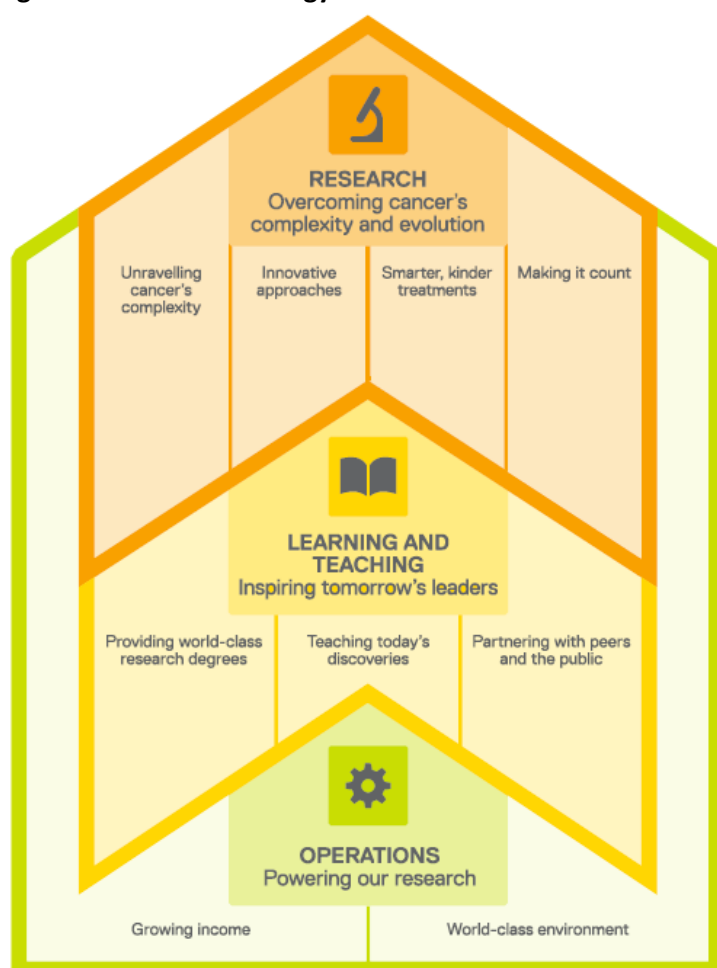 RESEARCH
Overcoming cancer's
complexity and evolution
Unravelling
cancer's
complexity
Innovative
approaches
Smarter, kinder
treatments
Making it count
LEARNING AND
TEACHING
Inspiring tomorrow's leaders
Providing world-class
research degrees
Teaching today's
discoveries
Partnering with peers
and the public
OPERATIONS
Powering our research
Growing income
World-class environment